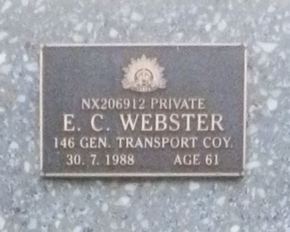 NX206912 PRIVATE
E. C. WEBSTER
146 GEN. TRANSPORT COY.
30. 7. 1988 AGE 61